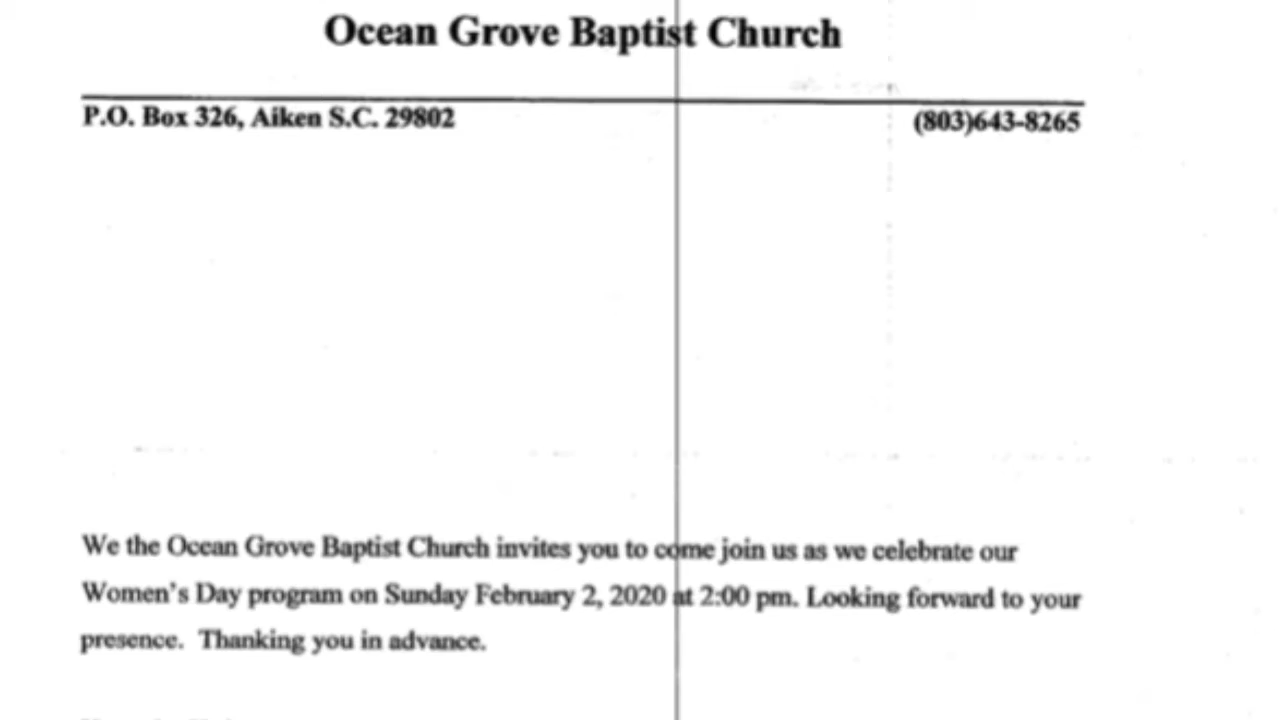 Ocean Grove Baptist Church
P.O. Box 326, Aiken S.C. 29802 (803)643-8265
We the Ocean Grove Baptist Church invites you to come join us as we celebrate our
Women's Day program on Sunday February 2, 2020 at 2:00 pm. Looking forward to your
presence.  Thanking you in advance.